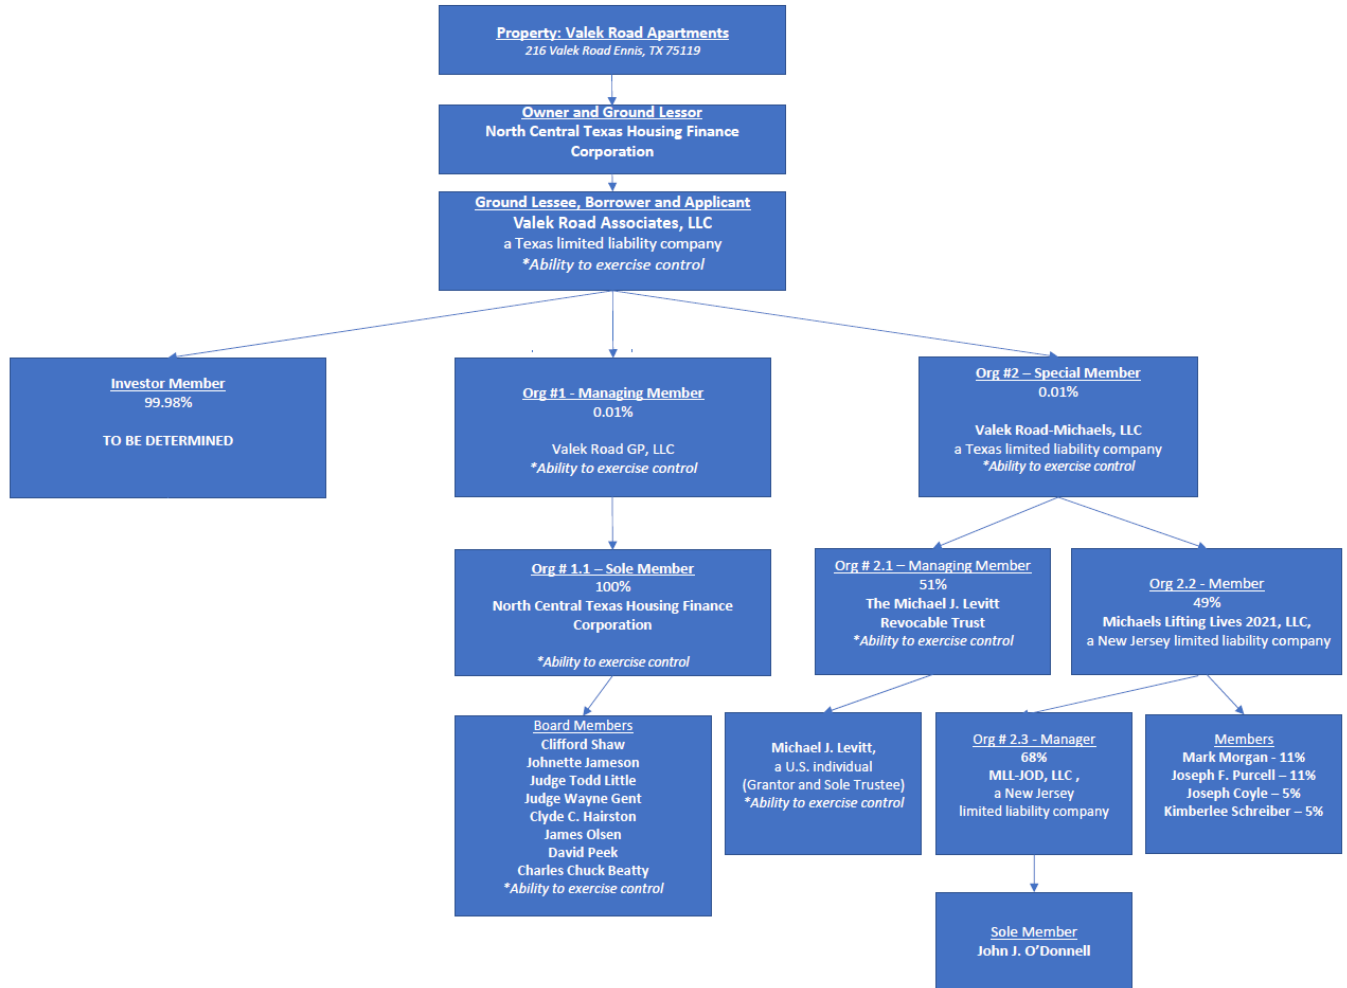 Property: Valek Road Apartments
216 Valek Road Ennis, TX 75119
Owner and Ground Lessor
North Central Texas Housing Finance
Corporation
Ground Lessee, Borrower and Applicant
Valek Road Associates, LLC
a Texas limited liability company
*Ability to exercise control
Investor Member
99.98%
TO BE DETERMINED
Org #1 - Managing Member
0.01%
Valek Road GP, LLC
*Ability to exercise control
Org #2 – Special Member
0.01%
Valek Road-Michaels, LLC
a Texas limited liability company
*Ability to exercise control
Org # 1.1 – Sole Member
100%
North Central Texas Housing Finance
Corporation
*Ability to exercise control
Org # 2.1 – Managing Member
51%
The Michael J. Levitt
Revocable Trust
*Ability to exercise control
Org 2.2 - Member
49%
Michaels Lifting Lives 2021, LLC,
a New Jersey limited liability company
Board Members
Clifford Shaw
Johnette Jameson
Judge Todd Little
Judge Wayne Gent
Clyde C. Hairston
James Olsen
David Peek
Charles Chuck Beatty
*Ability to exercise control
Michael J. Levitt,
a U.S. individual
(Grantor and Sole Trustee)
*Ability to exercise control
Org # 2.3 - Manager
68%
MLL-JOD, LLC ,
a New Jersey
limited liability company
Members
Mark Morgan - 11%
Joseph F. Purcell – 11%
Joseph Coyle – 5%
Kimberlee Schreiber – 5%
Sole Member
John J. O’Donnell